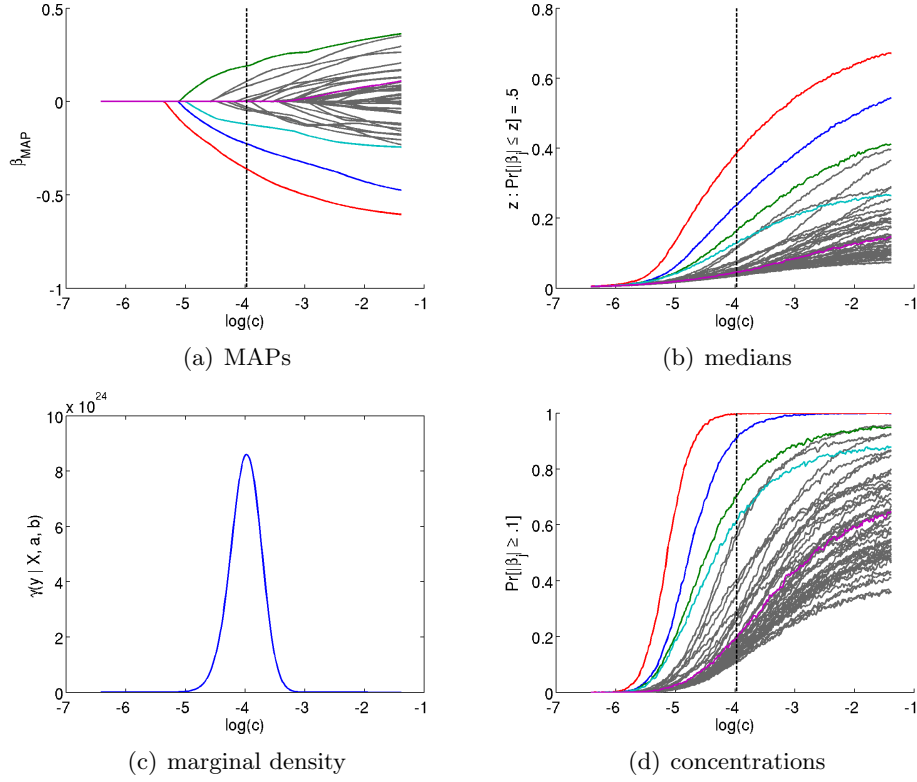 0.5
0
-0.5
-1
β_MAP
-7 -6 -5 -4 -3 -2 -1
log(c)
(a) MAPs
0.8
0.6
0.4
0.2
0
z : Pr[|β_j| ≤ z] = .5
-7 -6 -5 -4 -3 -2 -1
log(c)
(b) medians
x 10^24
10
8
6
4
2
0
γ(y | X, a, b)
-7 -6 -5 -4 -3 -2 -1
log(c)
(c) marginal density
1
0.8
0.6
0.4
0.2
0
Pr[|β_j| ≥ .1]
-7 -6 -5 -4 -3 -2 -1
log(c)
(d) concentrations